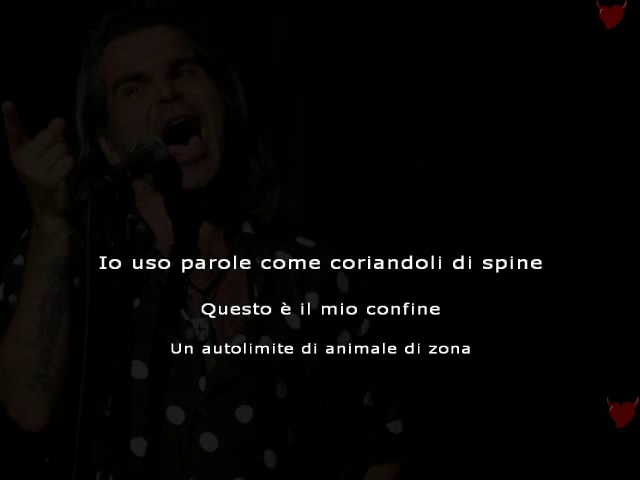 Io uso parole come coriandoli di spine
Questo è il mio confine
Un autolimite di animale di zona